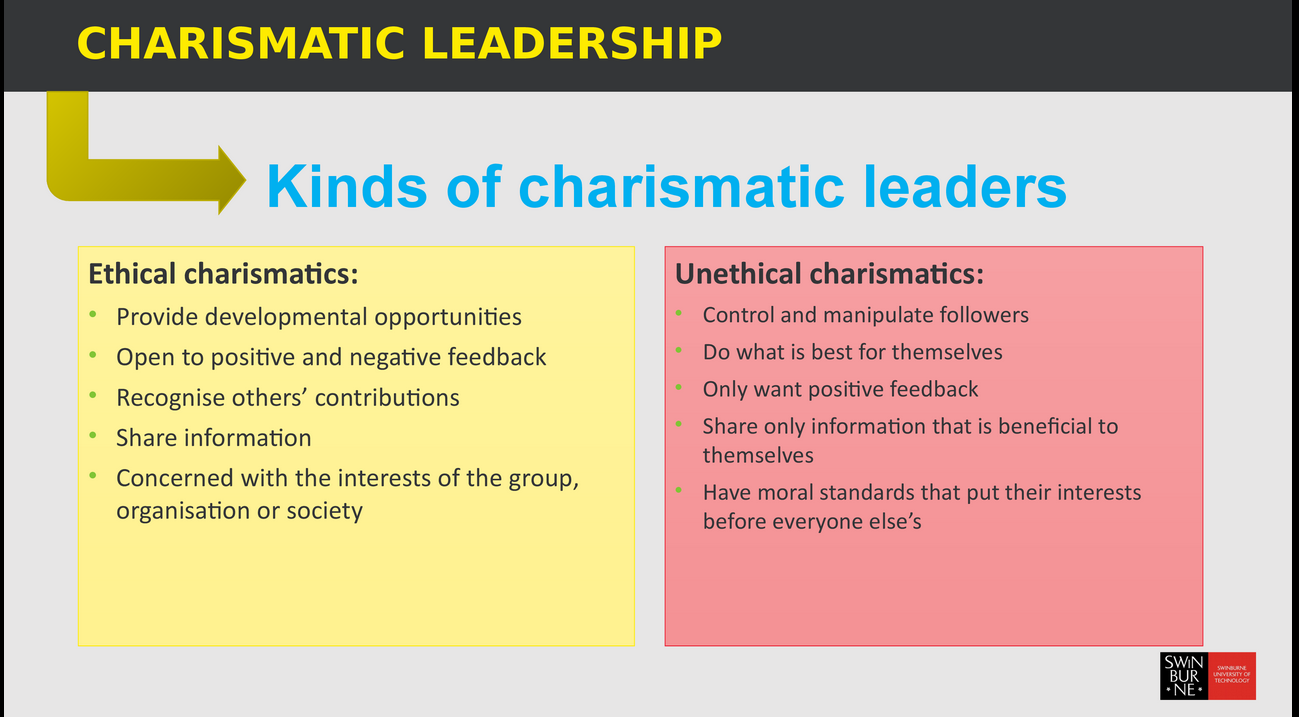 CHARISMATIC LEADERSHIP
Kinds of charismatic leaders
Ethical charismatics:
• Provide developmental opportunities
• Open to positive and negative feedback
• Recognise others’ contributions
• Share information
• Concerned with the interests of the group,
organisation or society
Unethical charismatics:
• Control and manipulate followers
• Do what is best for themselves
• Only want positive feedback
• Share only information that is beneficial to
themselves
• Have moral standards that put their interests
before everyone else’s
SWIN
BUR
*NE*
SWINBURNE
UNIVERSITY OF
TECHNOLOGY